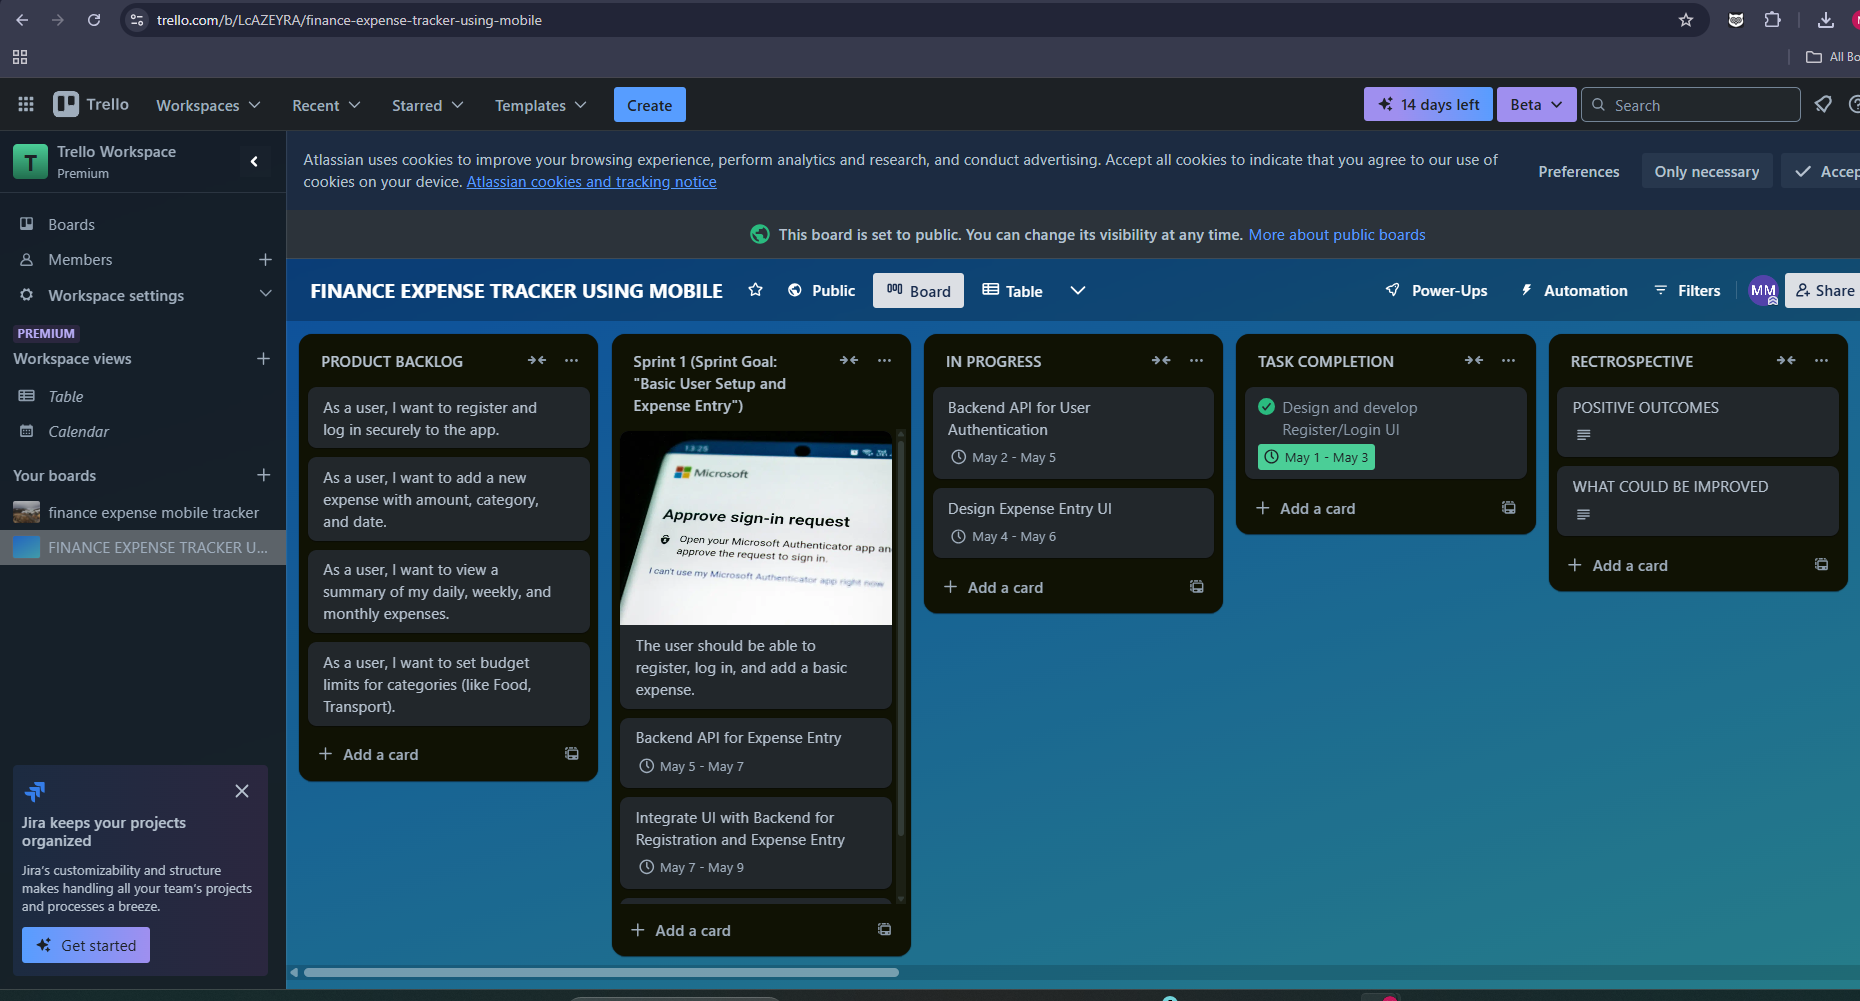 trello.com/b/LcAZEYRA/finance-expense-tracker-using-mobile
All Bo
Trello
Workspaces
Recent
Starred
Templates
Create
14 days left
Beta
Search
Trello Workspace
Premium
Atlassian uses cookies to improve your browsing experience, perform analytics and research, and conduct advertising. Accept all cookies to indicate that you agree to our use of
cookies on your device. Atlassian cookies and tracking notice
Preferences
Only necessary
Accep
This board is set to public. You can change its visibility at any time. More about public boards
Boards
Members
Workspace settings
PREMIUM
Workspace views
Table
Calendar
Your boards
finance expense mobile tracker
FINANCE EXPENSE TRACKER U...
Jira keeps your projects
organized
Jira's customizability and structure
makes handling all your team's projects
and processes a breeze.
Get started
FINANCE EXPENSE TRACKER USING MOBILE
Public
Board
Table
Power-Ups
Automation
Filters
MM
Share
PRODUCT BACKLOG
As a user, I want to register and
log in securely to the app.
As a user, I want to add a new
expense with amount, category,
and date.
As a user, I want to view a
summary of my daily, weekly, and
monthly expenses.
As a user, I want to set budget
limits for categories (like Food,
Transport).
Add a card
Sprint 1 (Sprint Goal:
"Basic User Setup and
Expense Entry")
13:25
Microsoft
Approve sign-in request
Open your Microsoft Authenticator app an
approve the request to sign in.
I can't use my Microsoft Authenticator app right now
The user should be able to
register, log in, and add a basic
expense.
Backend API for Expense Entry
May 5 - May 7
Integrate UI with Backend for
Registration and Expense Entry
May 7 - May 9
Add a card
IN PROGRESS
Backend API for User
Authentication
May 2 - May 5
Design Expense Entry UI
May 4 - May 6
Add a card
TASK COMPLETION
Design and develop
Register/Login UI
May 1 - May 3
Add a card
RECTROSPECTIVE
POSITIVE OUTCOMES
WHAT COULD BE IMPROVED
Add a card